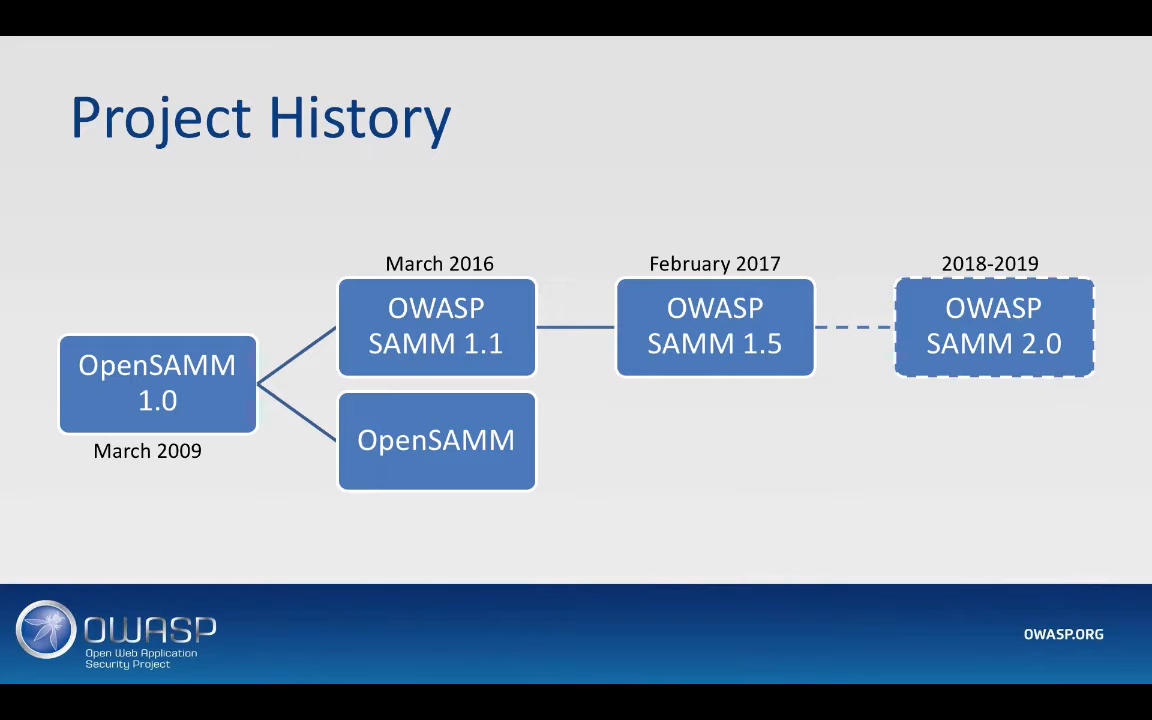 Project History
March 2016
February 2017
2018-2019
OWASP
SAMM 1.1
OWASP
SAMM 1.5
OWASP
SAMM 2.0
OpenSAMM
1.0
March 2009
OpenSAMM
OWASP
Open Web Application
Security Project
OWASP.ORG